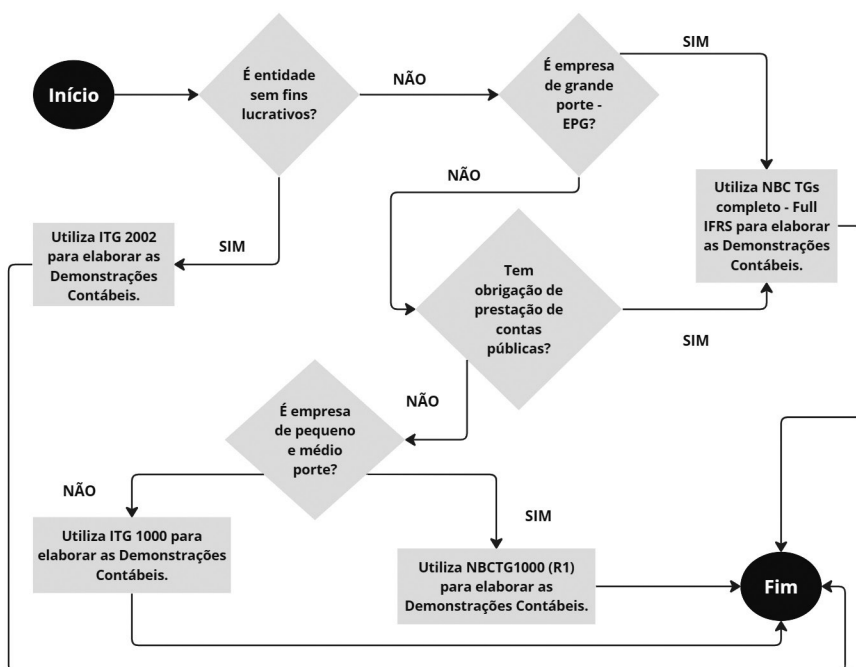 Início
É entidade
sem fins
lucrativos?
NÃO
É empresa
de grande
porte -
EPG?
SIM
NÃO
SIM
Utiliza ITG 2002
para elaborar as
Demonstrações
Contábeis.
Utiliza NBC TGs
completo - Full
IFRS para elaborar
as Demonstrações
Contábeis.
Tem
obrigação de
prestação de
contas
públicas?
SIM
NÃO
É empresa
de pequeno
e médio
porte?
NÃO
SIM
Utiliza ITG 1000 para
elaborar as Demonstrações
Contábeis.
Utiliza NBCTG1000 (R1)
para elaborar as
Demonstrações Contábeis.
Fim